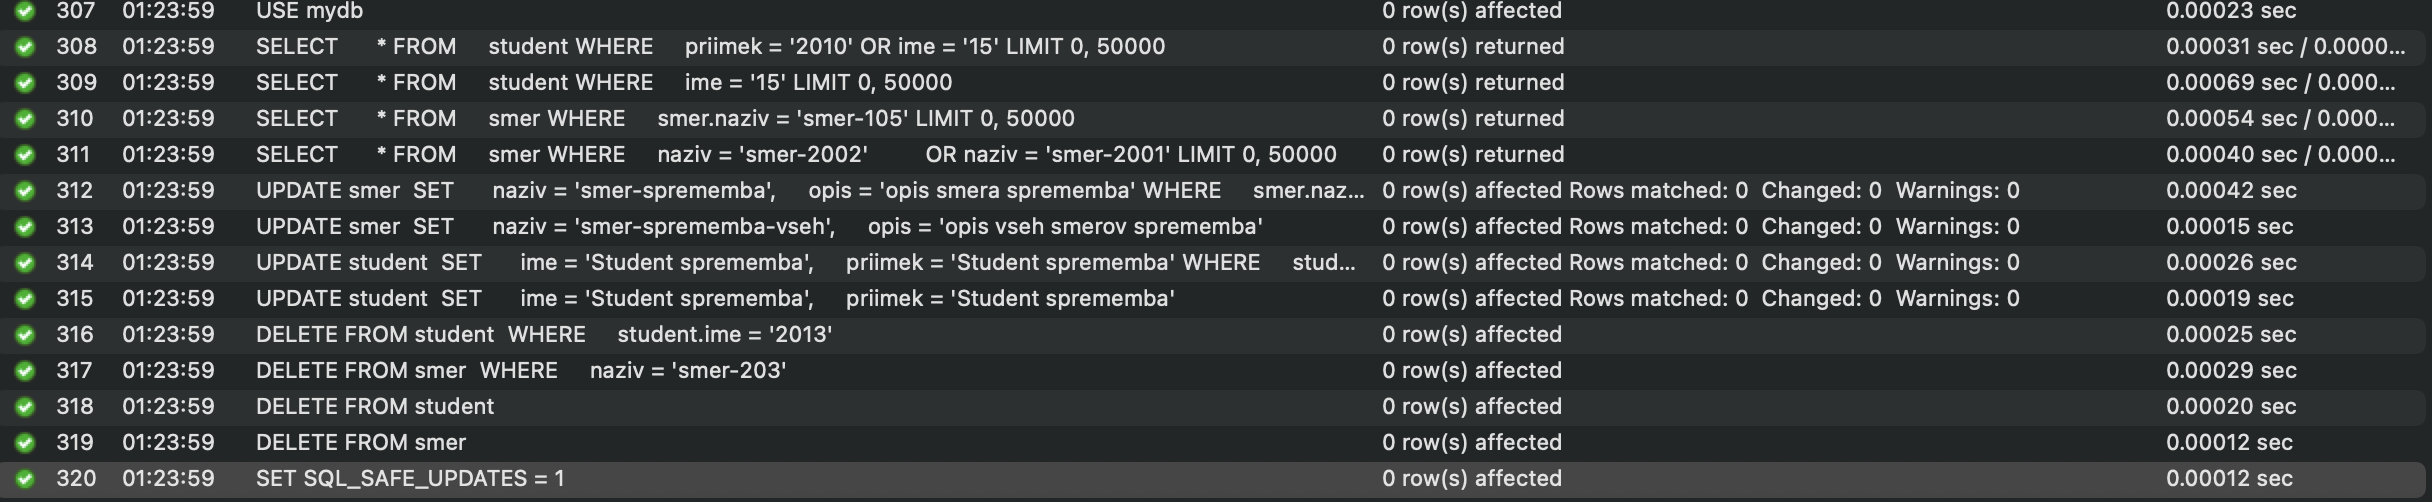 307 01:23:59 USE mydb 0 row(s) affected 0.00023 sec
308 01:23:59 SELECT * FROM student WHERE priimek = '2010' OR ime = '15' LIMIT 0, 50000 0 row(s) returned 0.00031 sec / 0.0000...
309 01:23:59 SELECT * FROM student WHERE ime = '15' LIMIT 0, 50000 0 row(s) returned 0.00069 sec / 0.000...
310 01:23:59 SELECT * FROM smer WHERE smer.naziv = 'smer-105' LIMIT 0, 50000 0 row(s) returned 0.00054 sec / 0.000...
311 01:23:59 SELECT * FROM smer WHERE naziv = 'smer-2002' OR naziv = 'smer-2001' LIMIT 0, 50000 0 row(s) returned 0.00040 sec / 0.000...
312 01:23:59 UPDATE smer SET naziv = 'smer-sprememba', opis = 'opis smera sprememba' WHERE smer.naz... 0 row(s) affected Rows matched: 0 Changed: 0 Warnings: 0 0.00042 sec
313 01:23:59 UPDATE smer SET naziv = 'smer-sprememba-vseh', opis = 'opis vseh smerov sprememba' 0 row(s) affected Rows matched: 0 Changed: 0 Warnings: 0 0.00015 sec
314 01:23:59 UPDATE student SET ime = 'Student sprememba', priimek = 'Student sprememba' WHERE stud... 0 row(s) affected Rows matched: 0 Changed: 0 Warnings: 0 0.00026 sec
315 01:23:59 UPDATE student SET ime = 'Student sprememba', priimek = 'Student sprememba' 0 row(s) affected Rows matched: 0 Changed: 0 Warnings: 0 0.00019 sec
316 01:23:59 DELETE FROM student WHERE student.ime = '2013' 0 row(s) affected 0.00025 sec
317 01:23:59 DELETE FROM smer WHERE naziv = 'smer-203' 0 row(s) affected 0.00029 sec
318 01:23:59 DELETE FROM student 0 row(s) affected 0.00020 sec
319 01:23:59 DELETE FROM smer 0 row(s) affected 0.00012 sec
320 01:23:59 SET SQL_SAFE_UPDATES = 1 0 row(s) affected 0.00012 sec